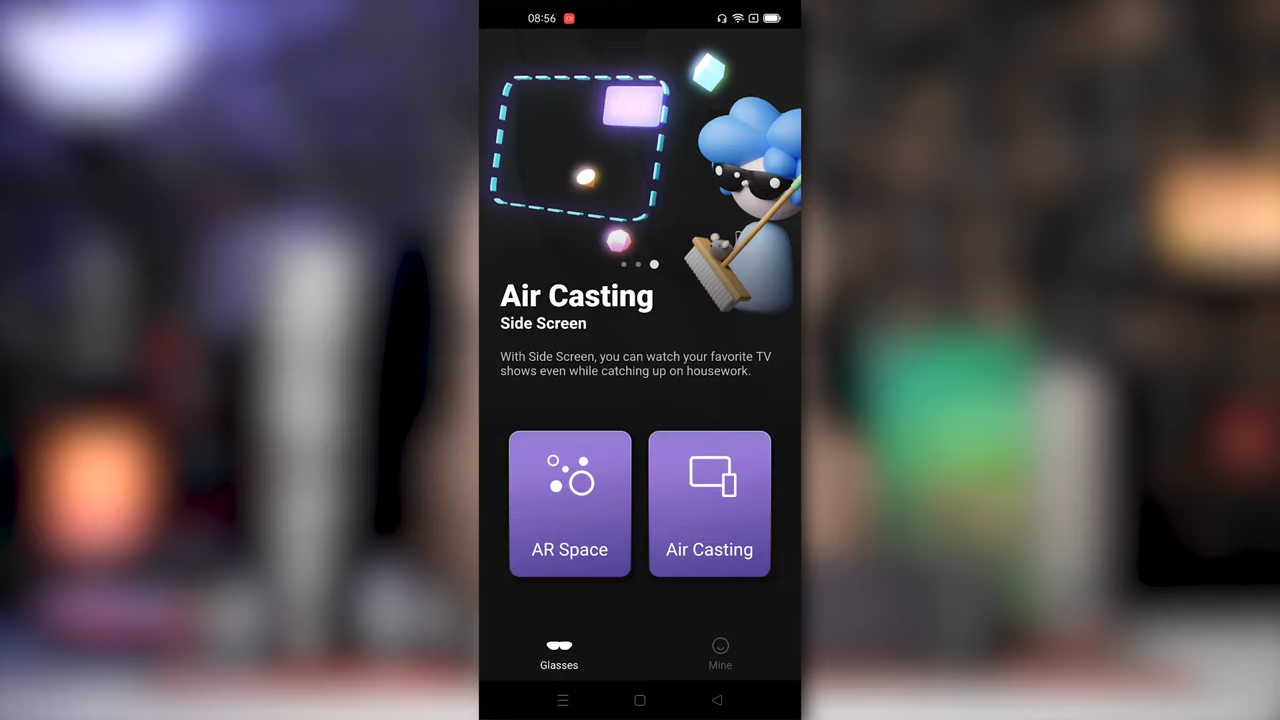 08:56
Air Casting
Side Screen
With Side Screen, you can watch your favorite TV
shows even while catching up on housework.
AR Space
Air Casting
Glasses
Mine